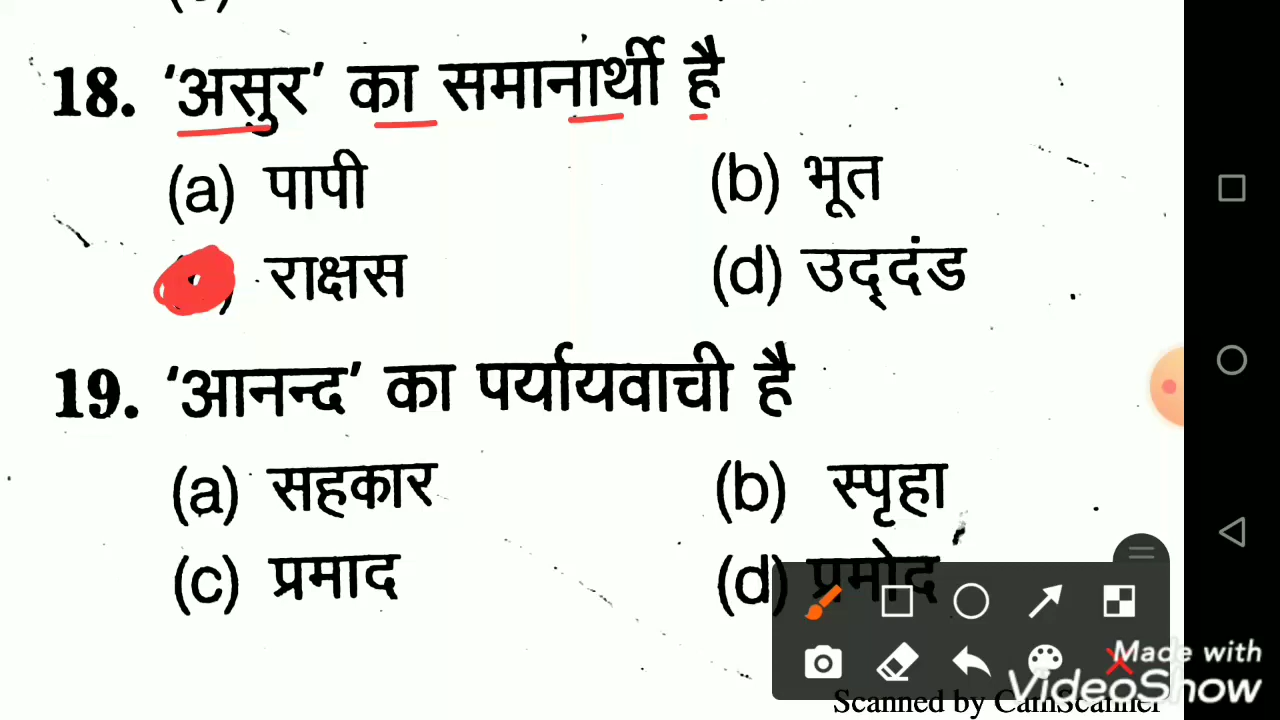 18. 'असुर' का समानार्थी है
(a) पापी (b) भूत
राक्षस (d) उद्दंड
19. 'आनन्द' का पर्यायवाची है
(a) सहकार (b) स्पृहा
(c) प्रमाद (d) प्रमोद
Made with
VideoShow
Scanned by CamScanner